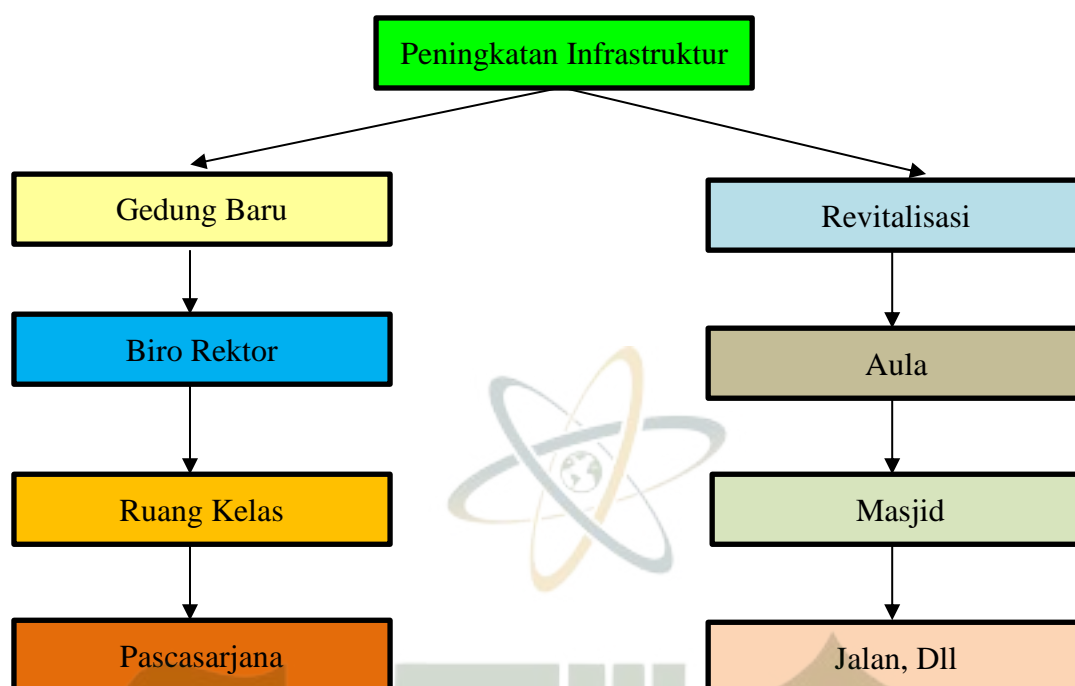 Peningkatan Infrastruktur
Gedung Baru
Revitalisasi
Biro Rektor
Aula
Ruang Kelas
Masjid
Pascasarjana
Jalan, Dll